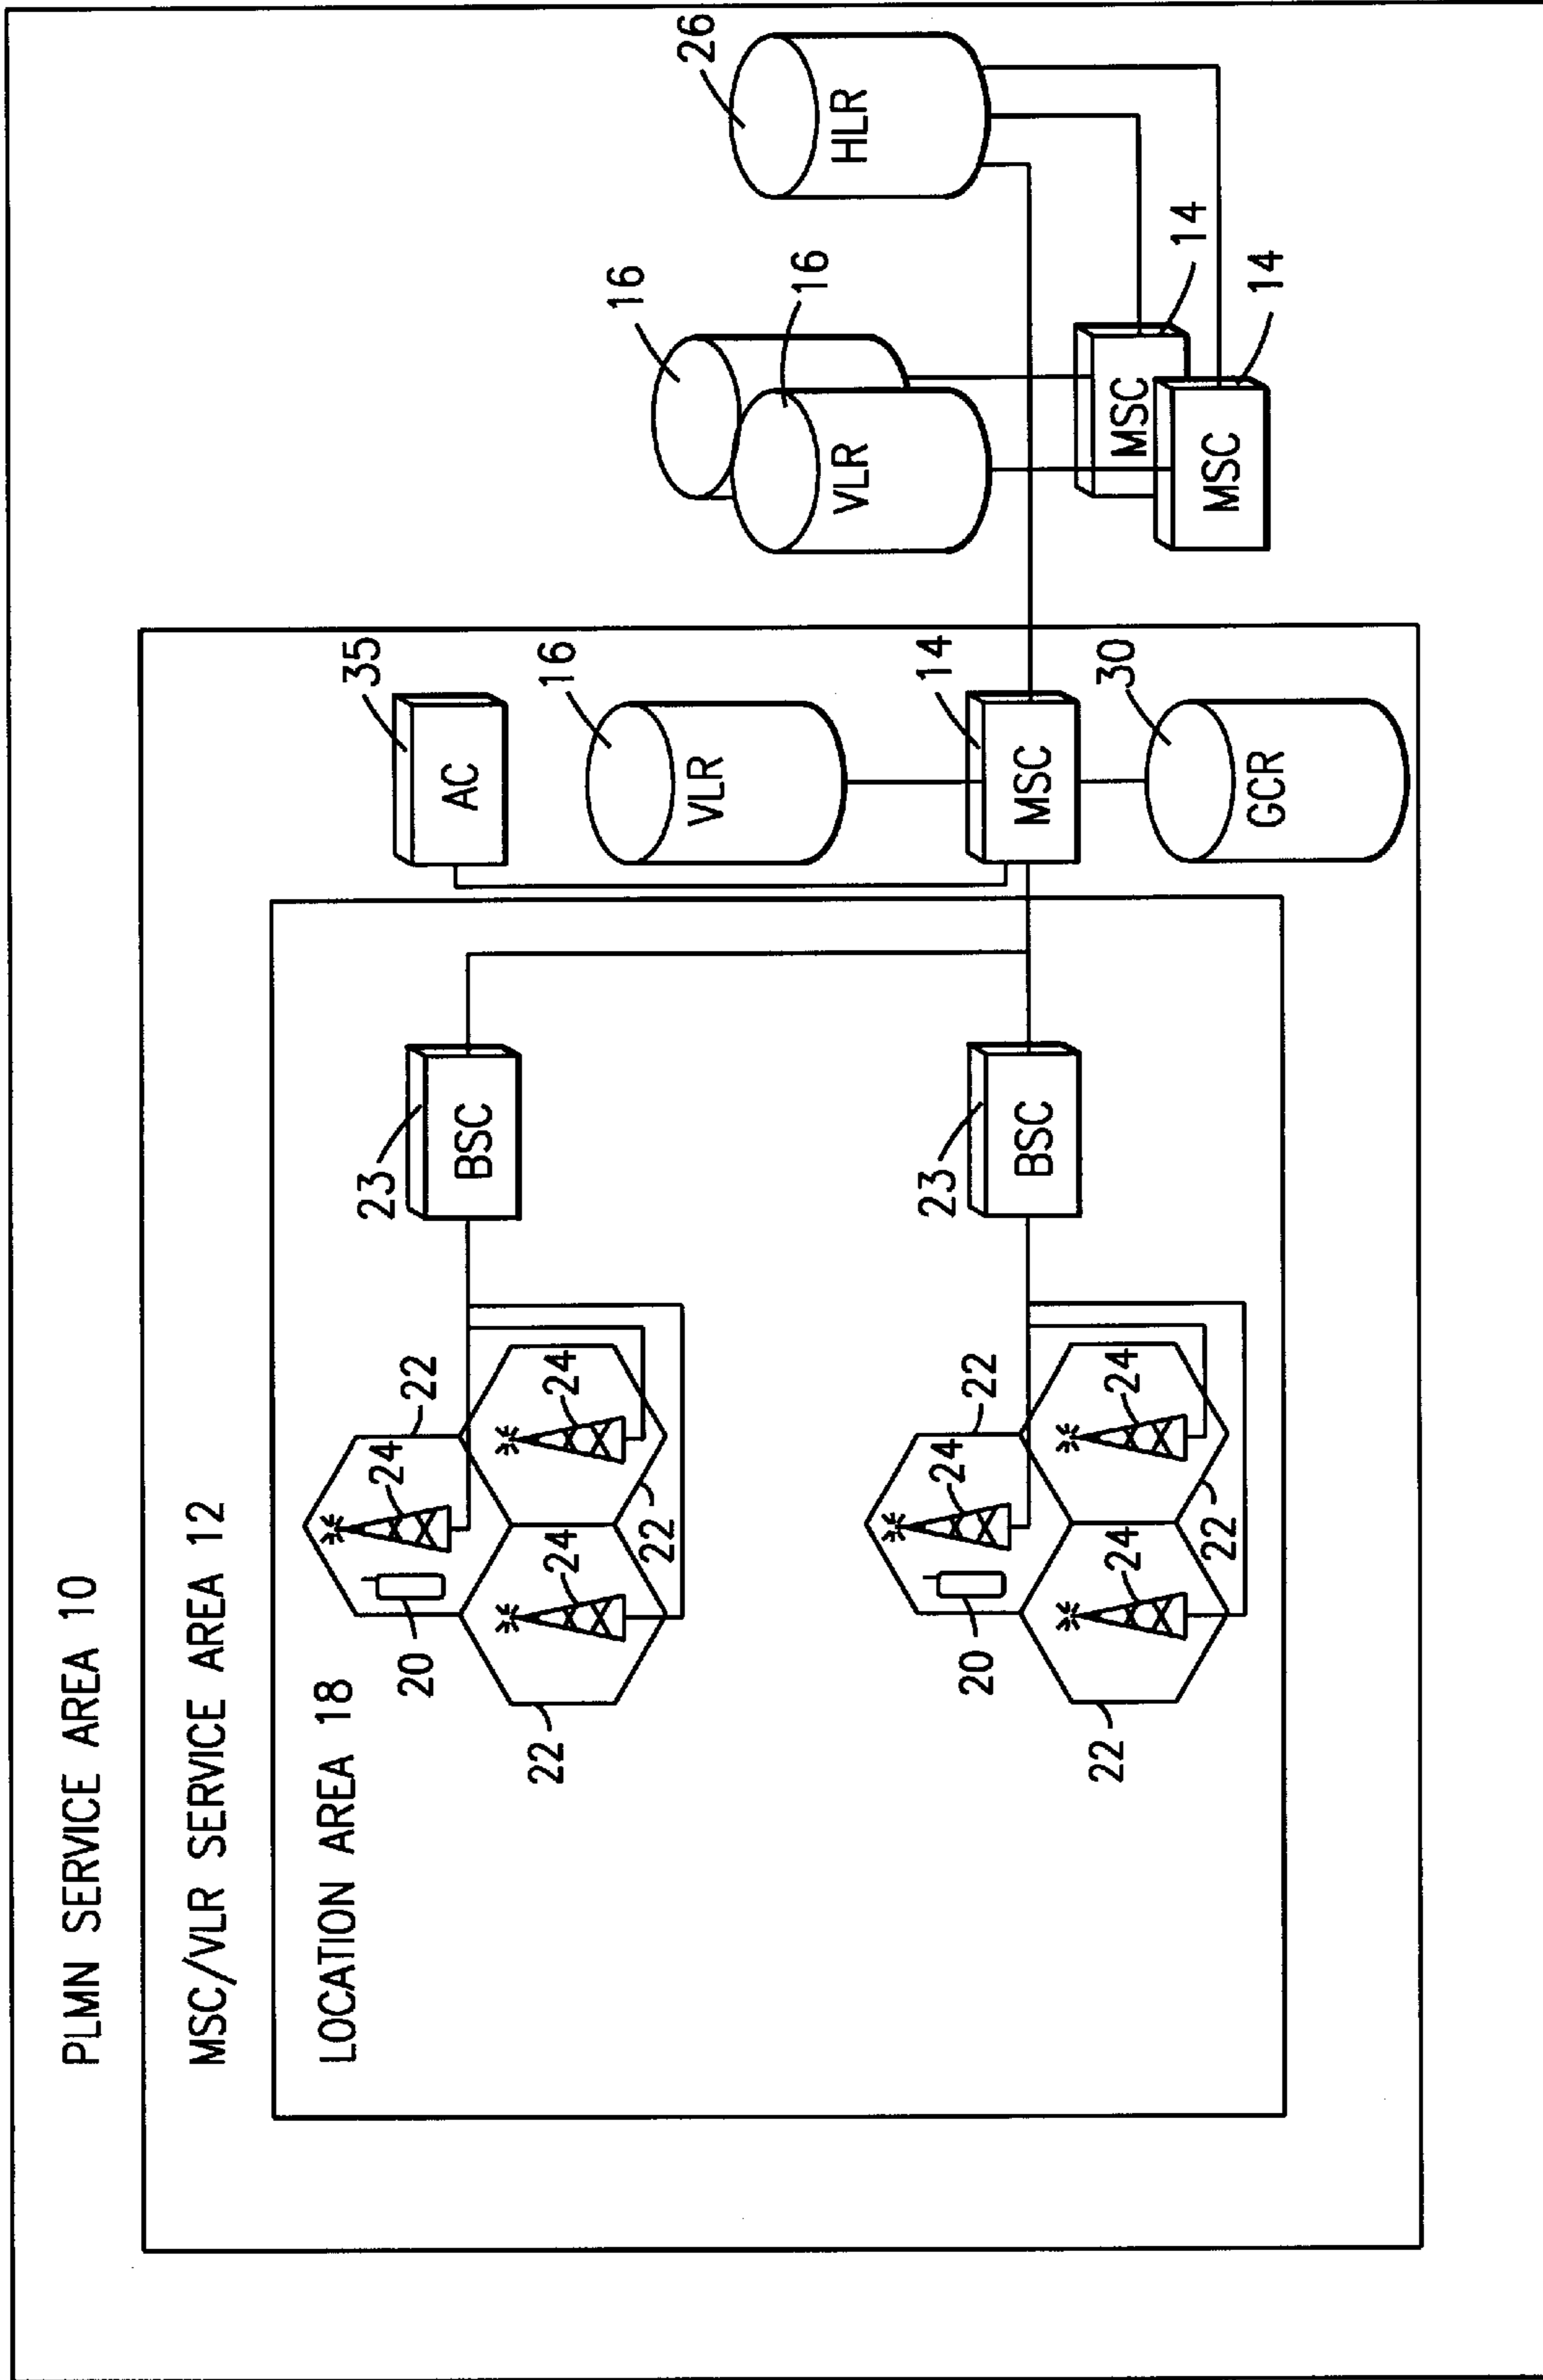 PLMN SERVICE AREA 10
MSC/VLR SERVICE AREA 12
LOCATION AREA 18
22
24
20
24
22
24
22
23
BSC
22
24
20
24
22
24
22
23
BSC
35
AC
16
VLR
14
MSC
30
GCR
16
16
VLR
14
MSC
14
MSC
26
HLR